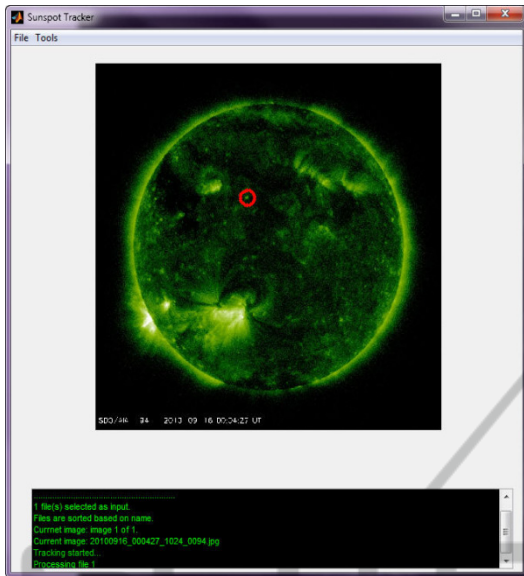 Sunspot Tracker
File Tools
SDO/AIA 94 2013 09 16 00:04:27 UT
................................................................
1 file(s) selected as input.
Files are sorted based on name.
Currnet image: image 1 of 1.
Current image: 20100916_000427_1024_0094.jpg
Tracking started...
Processing file 1